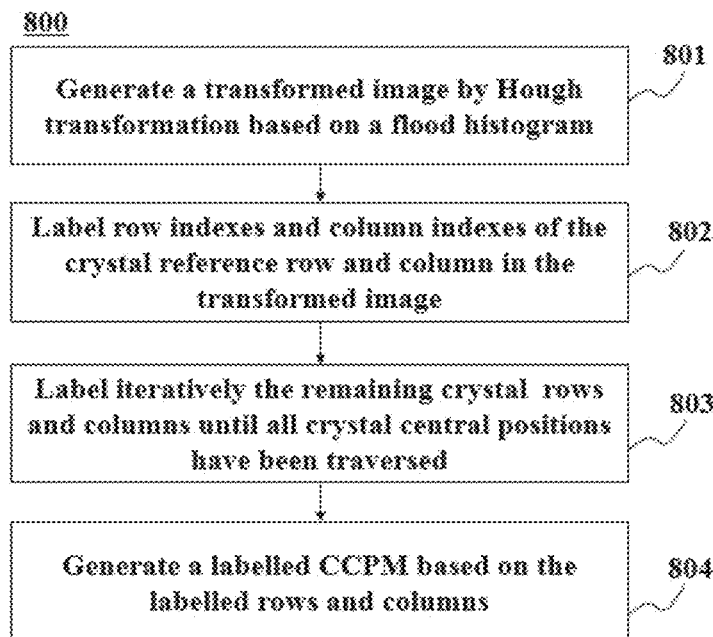 800
801
Generate a transformed image by Hough
transformation based on a flood histogram
802
Label row indexes and column indexes of the
crystal reference row and column in the
transformed image
803
Label iteratively the remaining crystal rows
and columns until all crystal central positions
have been traversed
804
Generate a labelled CCPM based on the
labelled rows and columns